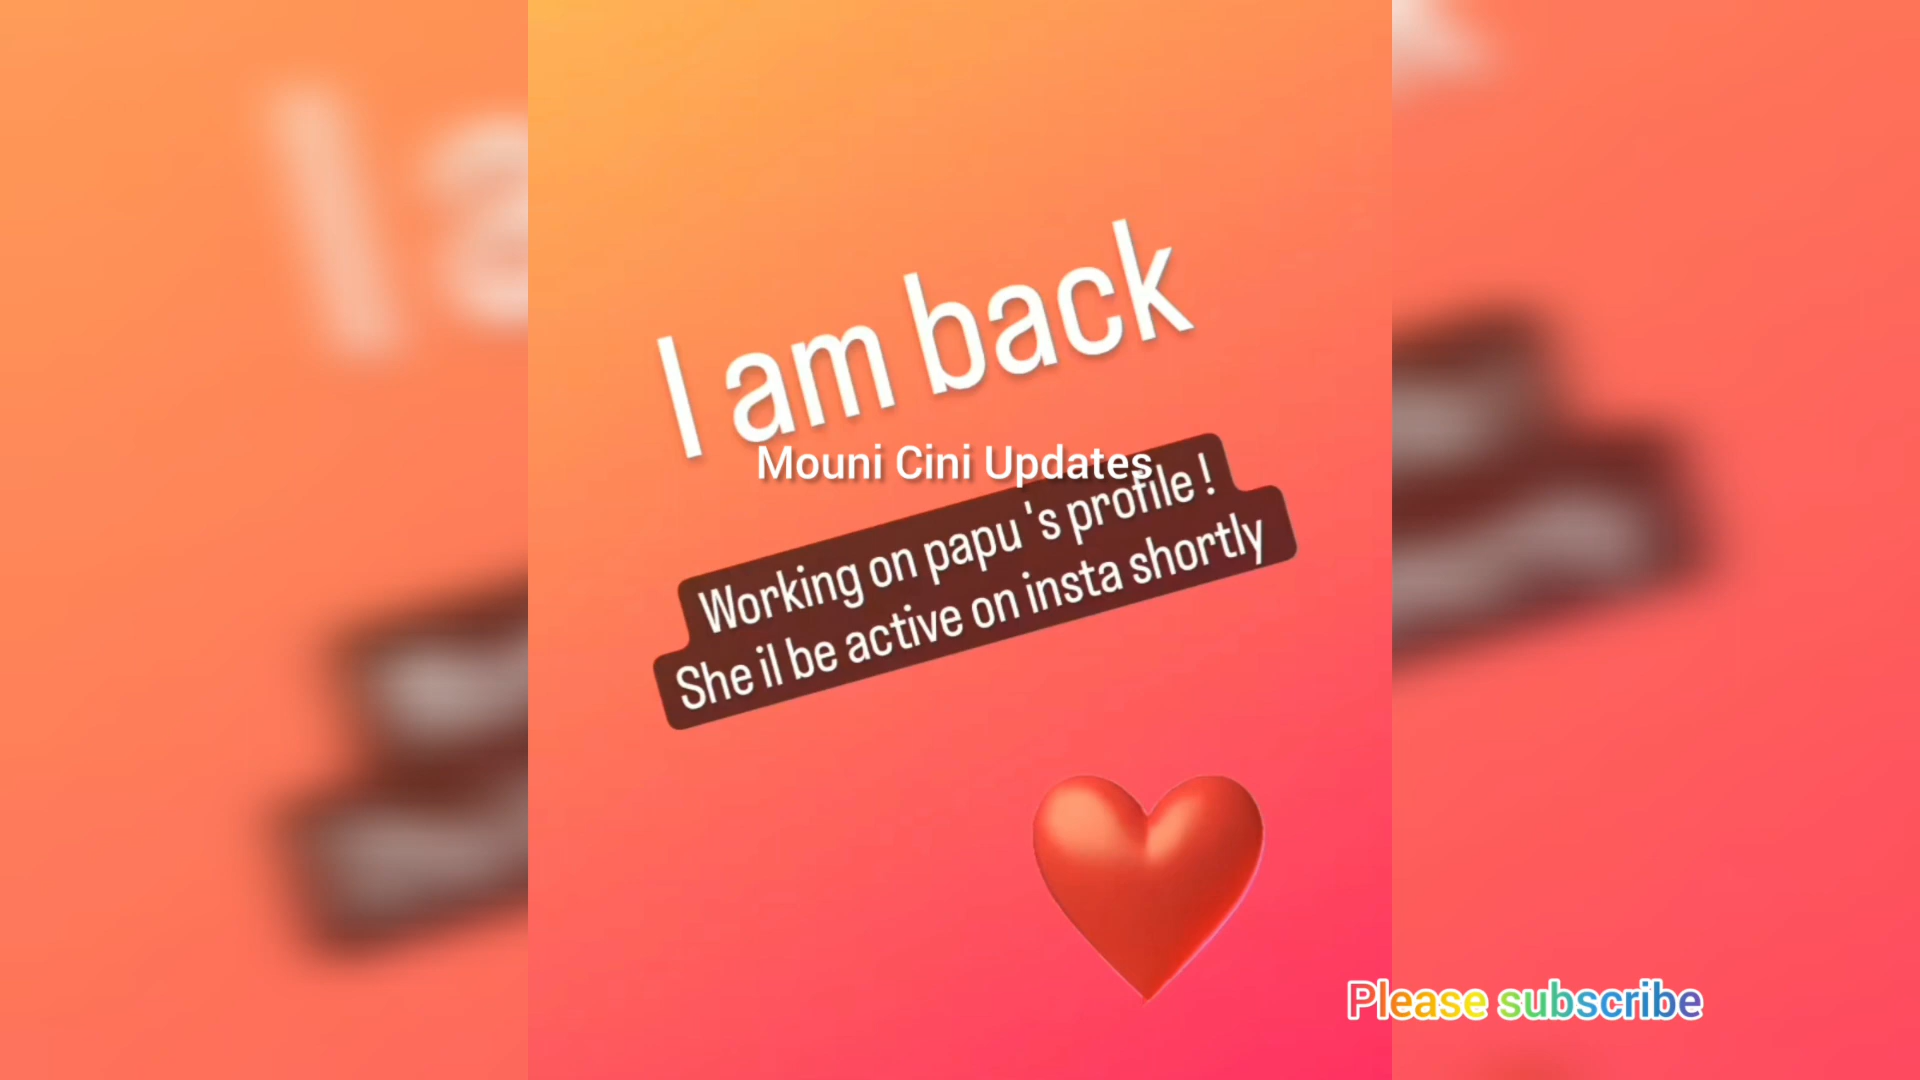 I am back
Mouni Cini Updates
Working on papu 's profile !
She il be active on insta shortly
Please subscribe